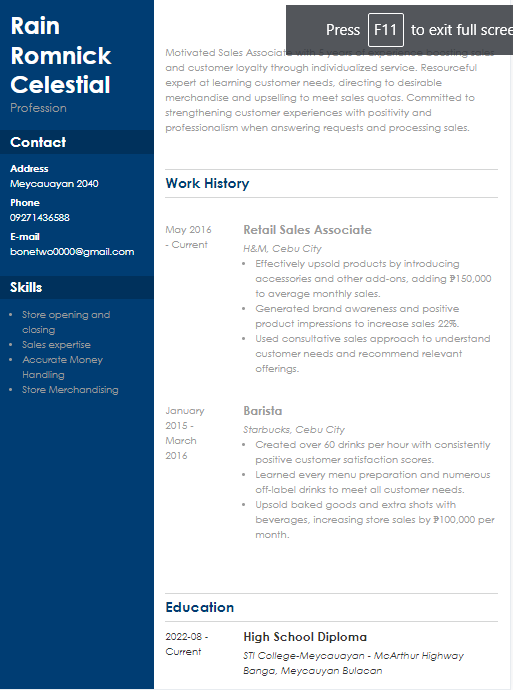 Rain
Romnick
Celestial
Profession
Contact
Address
Meycauayan 2040
Phone
09271436588
E-mail
bonetwo0000@gmail.com
Skills
• Store opening and
closing
• Sales expertise
• Accurate Money
Handling
• Store Merchandising
Press F11 to exit full scree
Motivated Sales Associate with 5 years of experience boosting sales
and customer loyalty through individualized service. Resourceful
expert at learning customer needs, directing to desirable
merchandise and upselling to meet sales quotas. Committed to
strengthening customer experiences with positivity and
professionalism when answering requests and processing sales.
Work History
May 2016
- Current
Retail Sales Associate
H&M, Cebu City
• Effectively upsold products by introducing
accessories and other add-ons, adding ₱150,000
to average monthly sales.
• Generated brand awareness and positive
product impressions to increase sales 22%.
• Used consultative sales approach to understand
customer needs and recommend relevant
offerings.
January
2015 -
March
2016
Barista
Starbucks, Cebu City
• Created over 60 drinks per hour with consistently
positive customer satisfaction scores.
• Learned every menu preparation and numerous
off-label drinks to meet all customer needs.
• Upsold baked goods and extra shots with
beverages, increasing store sales by ₱100,000 per
month.
Education
2022-08 -
Current
High School Diploma
STI College-Meycauayan - McArthur Highway
Banga, Meycauyan Bulacan